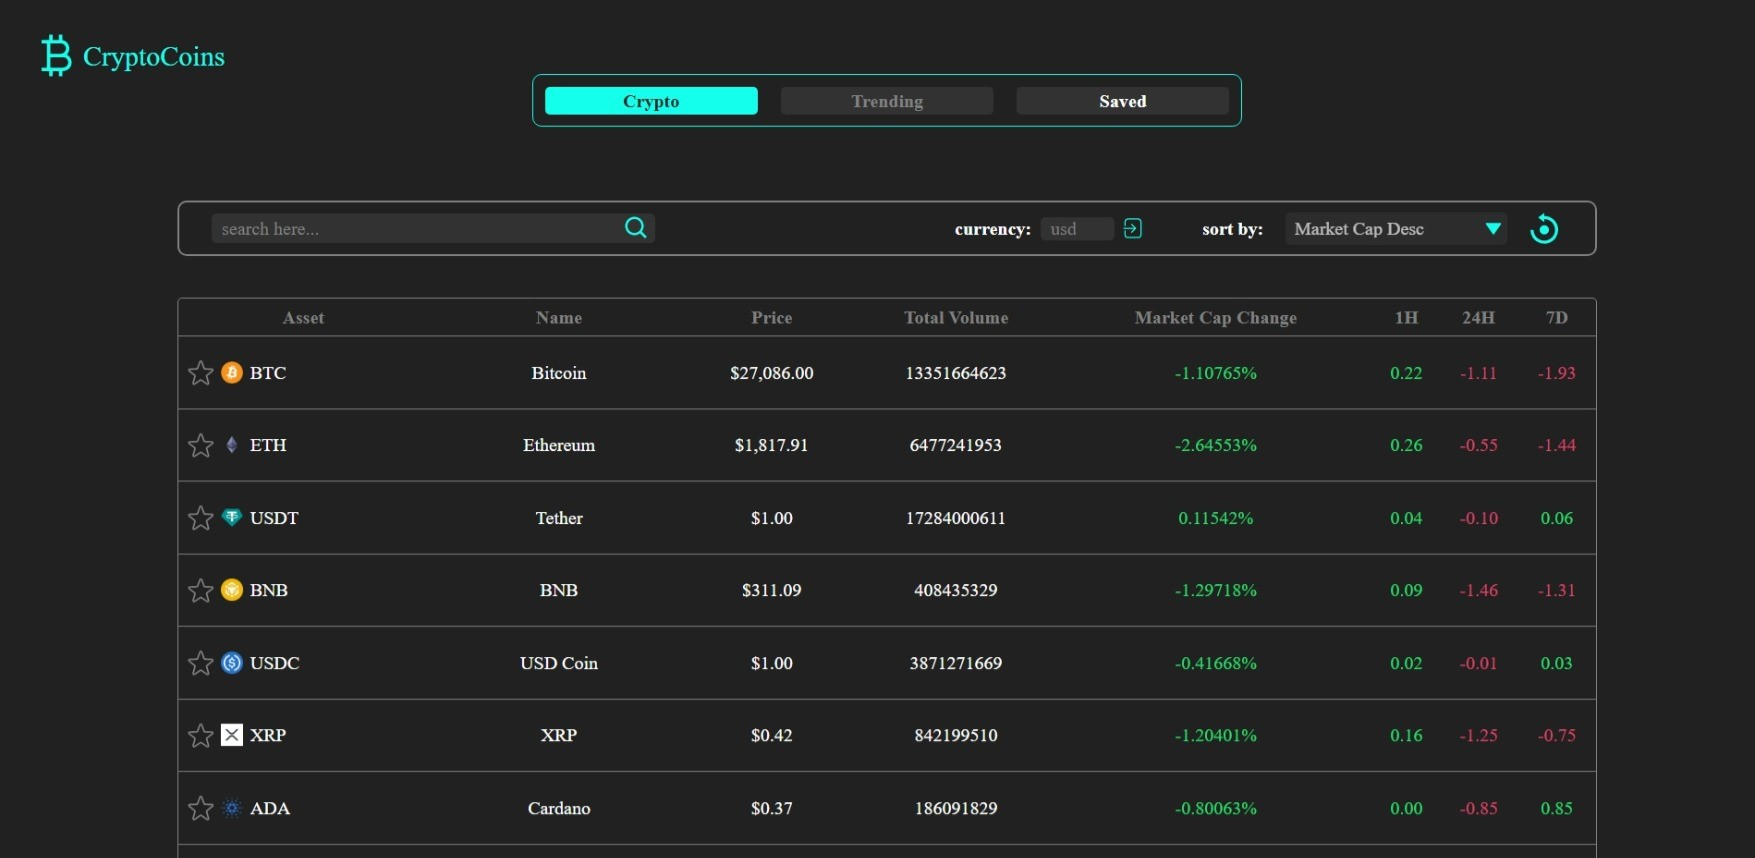 CryptoCoins
Crypto Trending Saved
search here... currency: usd sort by: Market Cap Desc
Asset Name Price Total Volume Market Cap Change 1H 24H 7D
BTC Bitcoin $27,086.00 13351664623 -1.10765% 0.22 -1.11 -1.93
ETH Ethereum $1,817.91 6477241953 -2.64553% 0.26 -0.55 -1.44
USDT Tether $1.00 17284000611 0.11542% 0.04 -0.10 0.06
BNB BNB $311.09 408435329 -1.29718% 0.09 -1.46 -1.31
USDC USD Coin $1.00 3871271669 -0.41668% 0.02 -0.01 0.03
XRP XRP $0.42 842199510 -1.20401% 0.16 -1.25 -0.75
ADA Cardano $0.37 186091829 -0.80063% 0.00 -0.85 0.85